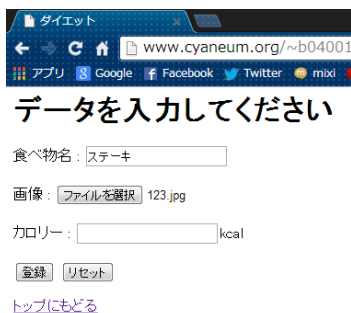 ダイエット
www.cyaneum.org/~b04001
アプリ Google Facebook Twitter mixi
データを入力してください
食べ物名 : ステーキ
画像 : ファイルを選択 123.jpg
カロリー : kcal
登録 リセット
トップにもどる